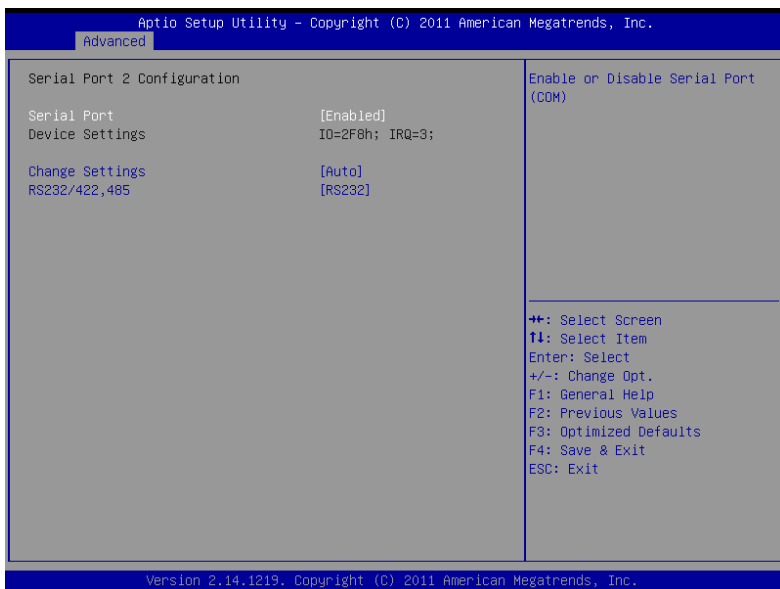 Aptio Setup Utility – Copyright (C) 2011 American Megatrends, Inc.
Advanced
Serial Port 2 Configuration
Serial Port [Enabled]
Device Settings IO=2F8h; IRQ=3;
Change Settings [Auto]
RS232/422,485 [RS232]
Enable or Disable Serial Port
(COM)
→←: Select Screen
↑↓: Select Item
Enter: Select
+/-: Change Opt.
F1: General Help
F2: Previous Values
F3: Optimized Defaults
F4: Save & Exit
ESC: Exit
Version 2.14.1219. Copyright (C) 2011 American Megatrends, Inc.